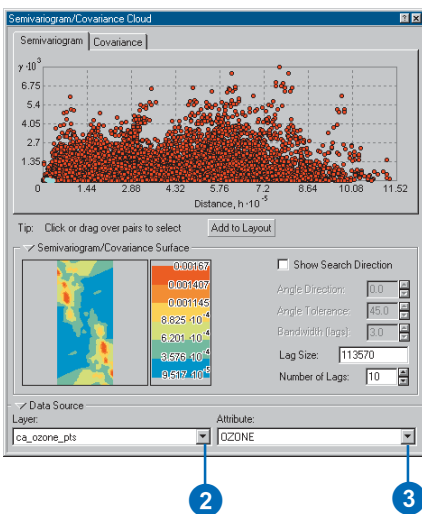 Semivariogram/Covariance Cloud
Semivariogram Covariance
γ·10³
6.75
5.4
4.05
2.7
1.35
0 1.44 2.88 4.32 5.76 7.2 8.64 10.08 11.52
Distance, h·10⁻⁵
Tip: Click or drag over pairs to select Add to Layout
Semivariogram/Covariance Surface
0.00167
0.001407
0.001145
8.825·10⁻⁴
6.201·10⁻⁴
3.576·10⁻⁴
9.517·10⁻⁵
Show Search Direction
Angle Direction: 0.0
Angle Tolerance: 45.0
Bandwidth (lags): 3.0
Lag Size: 113570
Number of Lags: 10
Data Source
Layer: Attribute:
ca_ozone_pts OZONE
2 3